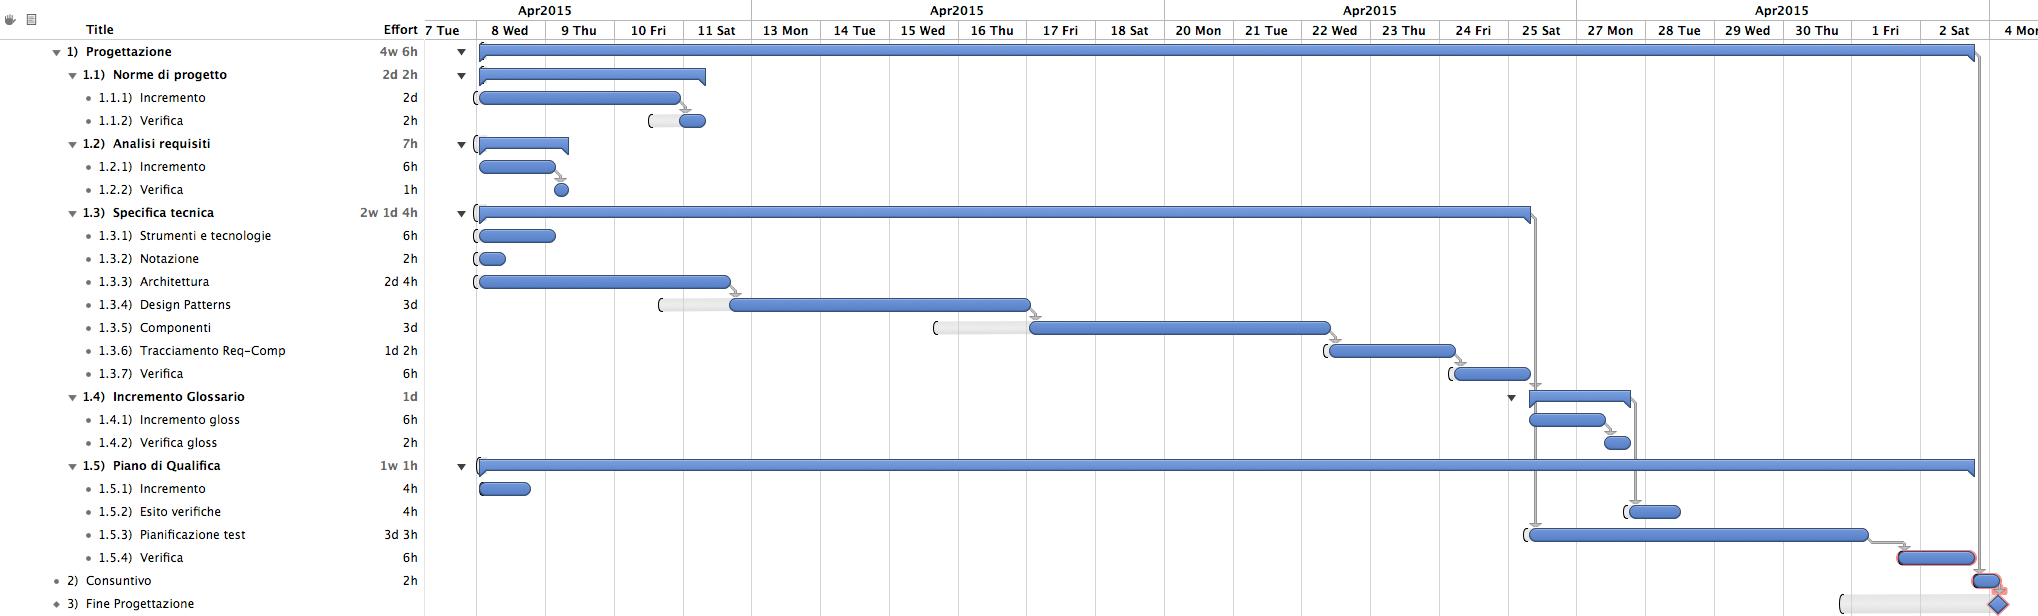 Apr2015 Apr2015 Apr2015 Apr2015
Title Effort 7 Tue 8 Wed 9 Thu 10 Fri 11 Sat 13 Mon 14 Tue 15 Wed 16 Thu 17 Fri 18 Sat 20 Mon 21 Tue 22 Wed 23 Thu 24 Fri 25 Sat 27 Mon 28 Tue 29 Wed 30 Thu 1 Fri 2 Sat 4 Mon
1) Progettazione 4w 6h
1.1) Norme di progetto 2d 2h
1.1.1) Incremento 2d
1.1.2) Verifica 2h
1.2) Analisi requisiti 7h
1.2.1) Incremento 6h
1.2.2) Verifica 1h
1.3) Specifica tecnica 2w 1d 4h
1.3.1) Strumenti e tecnologie 6h
1.3.2) Notazione 2h
1.3.3) Architettura 2d 4h
1.3.4) Design Patterns 3d
1.3.5) Componenti 3d
1.3.6) Tracciamento Req-Comp 1d 2h
1.3.7) Verifica 6h
1.4) Incremento Glossario 1d
1.4.1) Incremento gloss 6h
1.4.2) Verifica gloss 2h
1.5) Piano di Qualifica 1w 1h
1.5.1) Incremento 4h
1.5.2) Esito verifiche 4h
1.5.3) Pianificazione test 3d 3h
1.5.4) Verifica 6h
2) Consuntivo 2h
3) Fine Progettazione